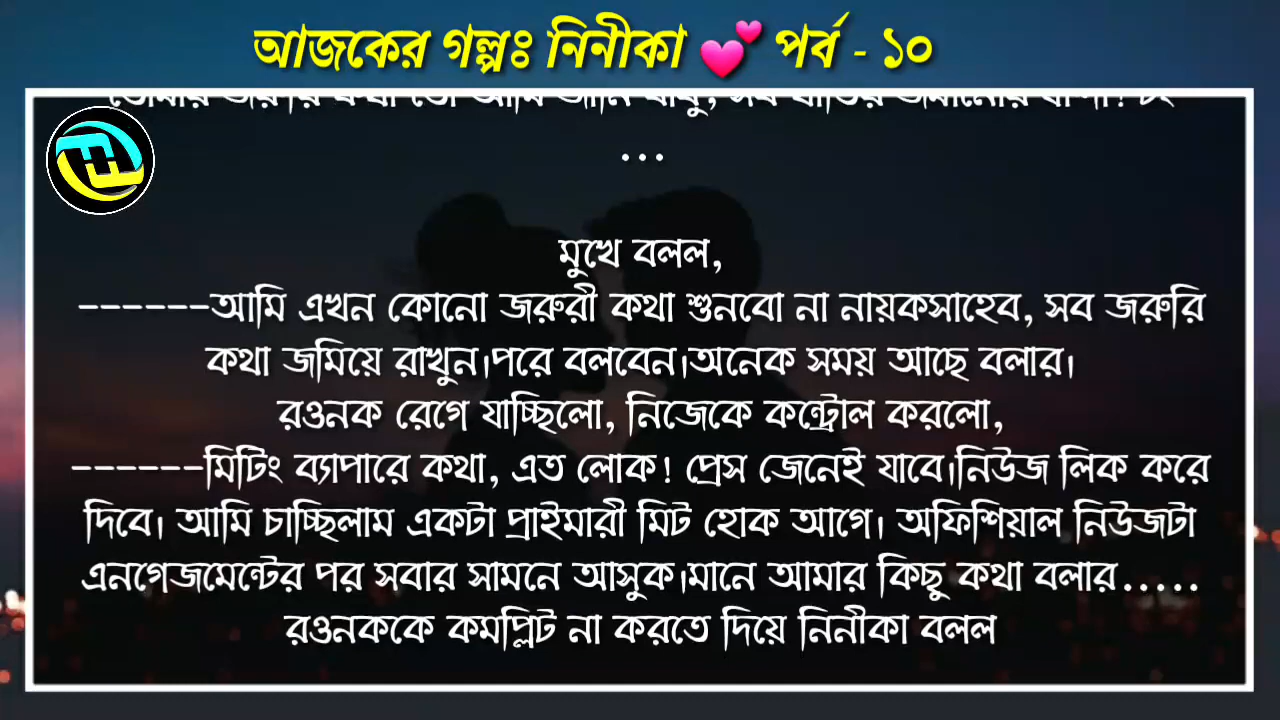 আজকের গল্পঃ নিনীকা 💕 পর্ব - ১০
...
মুখে বলল,
------আমি এখন কোনো জরুরী কথা শুনবো না নায়কসাহেব, সব জরুরি
কথা জমিয়ে রাখুন।পরে বলবেন।অনেক সময় আছে বলার।
রওনক রেগে যাচ্ছিলো, নিজেকে কন্ট্রোল করলো,
------মিটিং ব্যাপারে কথা, এত লোক! প্রেস জেনেই যাবে।নিউজ লিক করে
দিবে। আমি চাচ্ছিলাম একটা প্রাইমারী মিট হোক আগে। অফিশিয়াল নিউজটা
এনগেজমেন্টের পর সবার সামনে আসুক।মানে আমার কিছু কথা বলার.....
রওনককে কমপ্লিট না করতে দিয়ে নিনীকা বলল